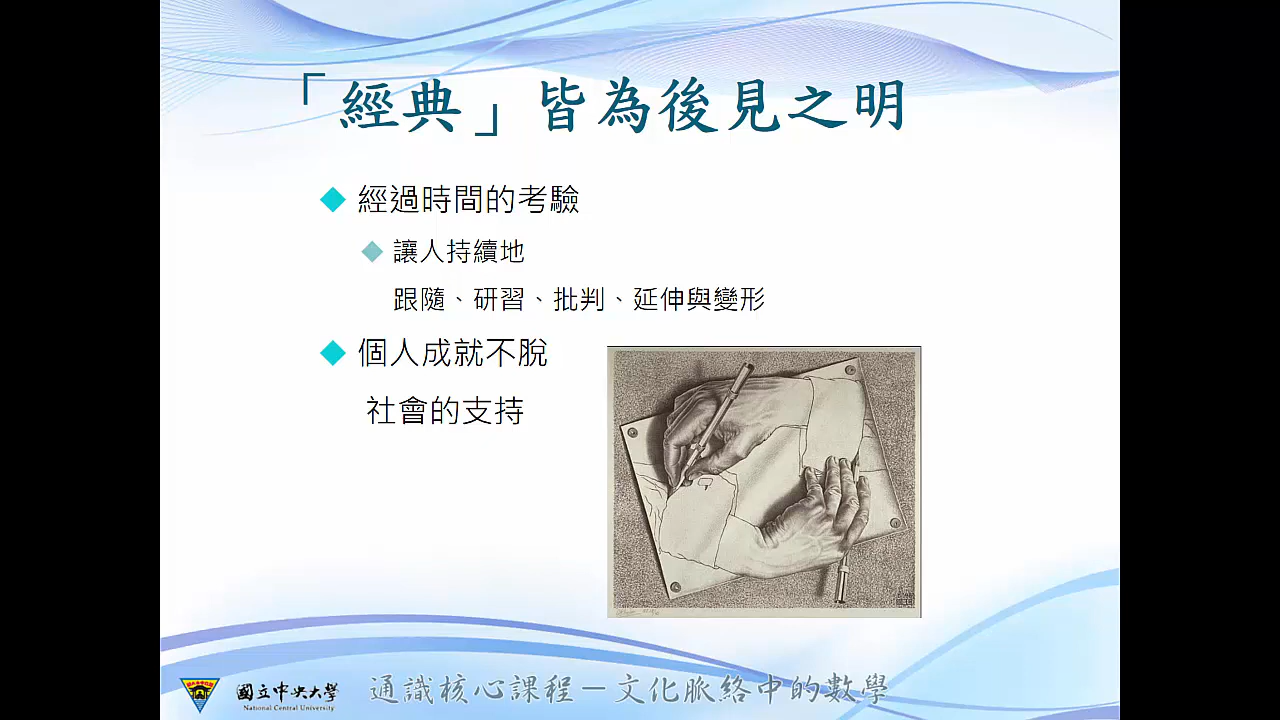 「經典」皆為後見之明
經過時間的考驗
讓人持續地
跟隨、研習、批判、延伸與變形
個人成就不脫
社會的支持
國立中央大學
National Central University
通識核心課程－文化脈絡中的數學